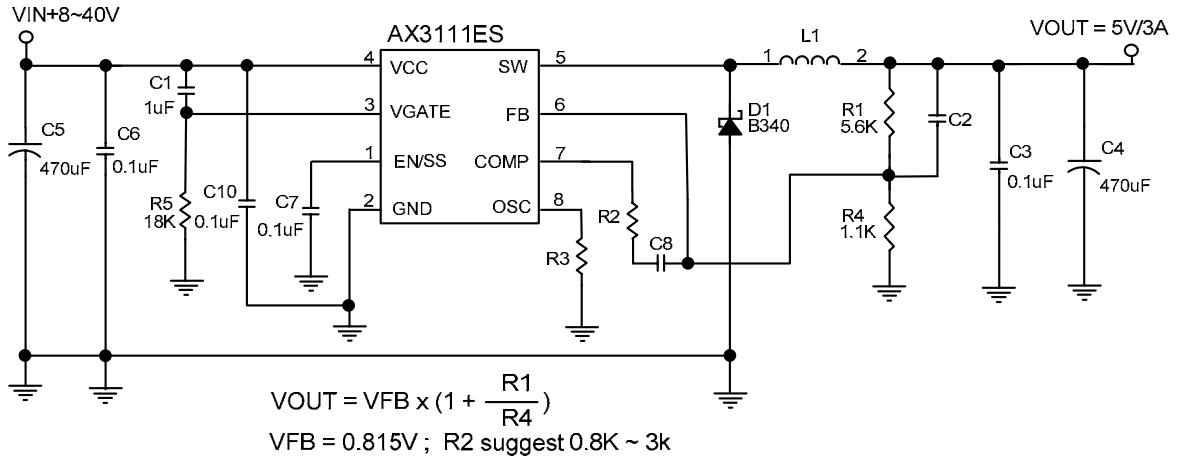 VIN+8~40V
AX3111ES
VOUT = 5V/3A
L1
4 VCC SW 5
1 2
C1
1uF
3 VGATE FB 6
D1
B340
R1
5.6K
C2
C5
470uF
C6
0.1uF
1 EN/SS COMP 7
C3
0.1uF
C4
470uF
R5
18K
C10
0.1uF
C7
0.1uF
2 GND OSC 8
R2
R4
1.1K
C8
R3
VOUT = VFB x (1 + R1/R4)
VFB = 0.815V ; R2 suggest 0.8K ~ 3k